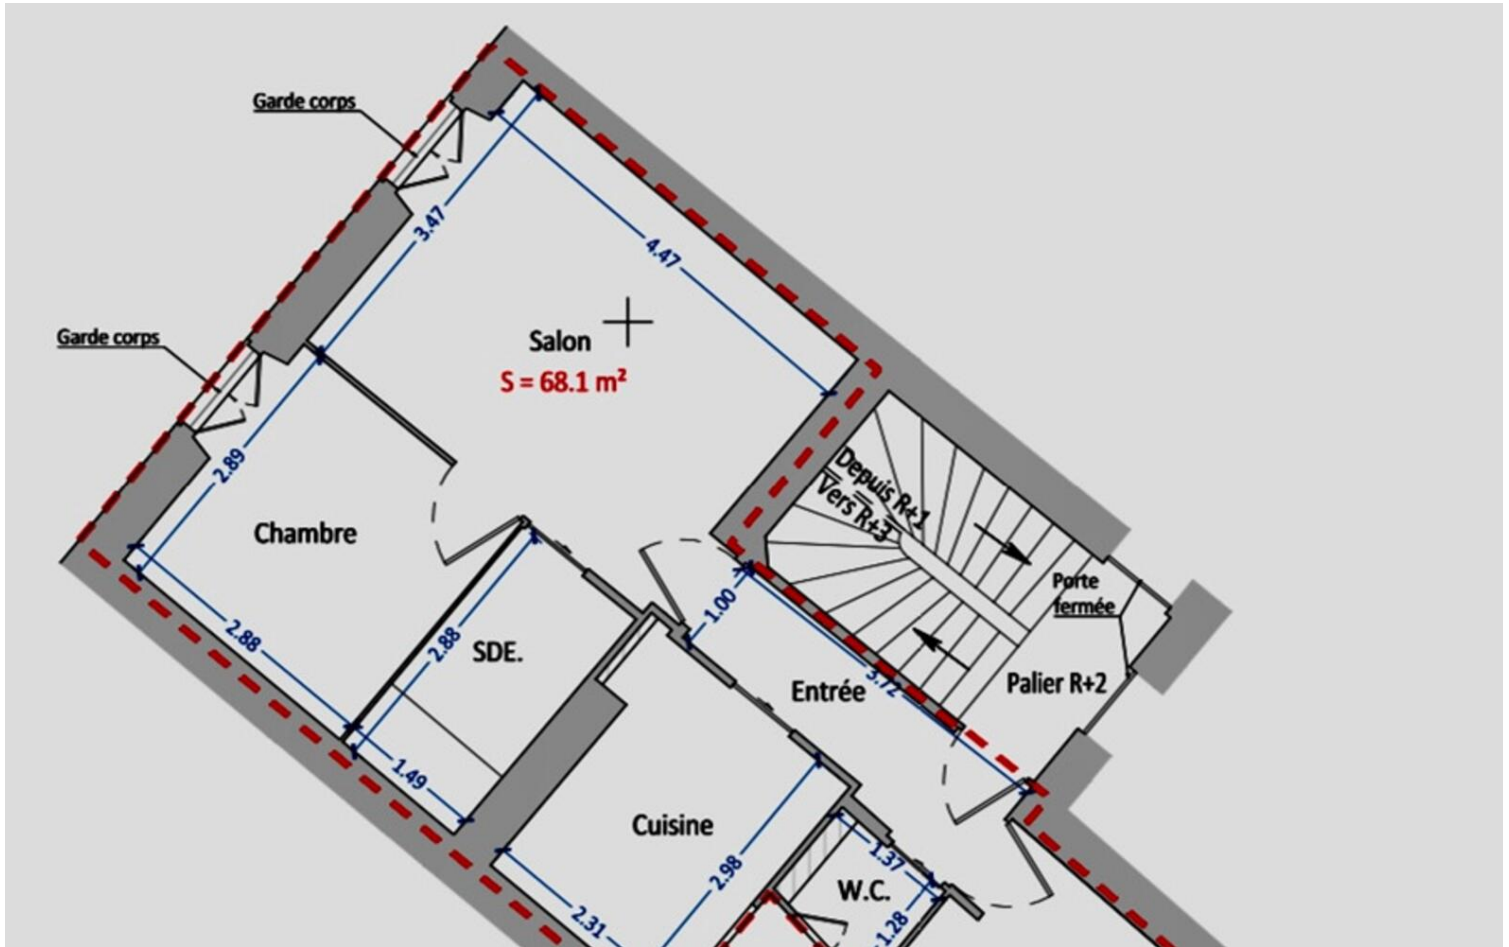 Garde corps
3.47
4.47
Garde corps
Salon
S = 68.1 m²
2.89
Depuis R+1
Vers R+3
Chambre
Porte
fermée
1.00
2.88
2.88
SDE.
Entrée
3.72
Palier R+2
1.49
Cuisine
1.37
2.98
W.C.
2.31
1.28